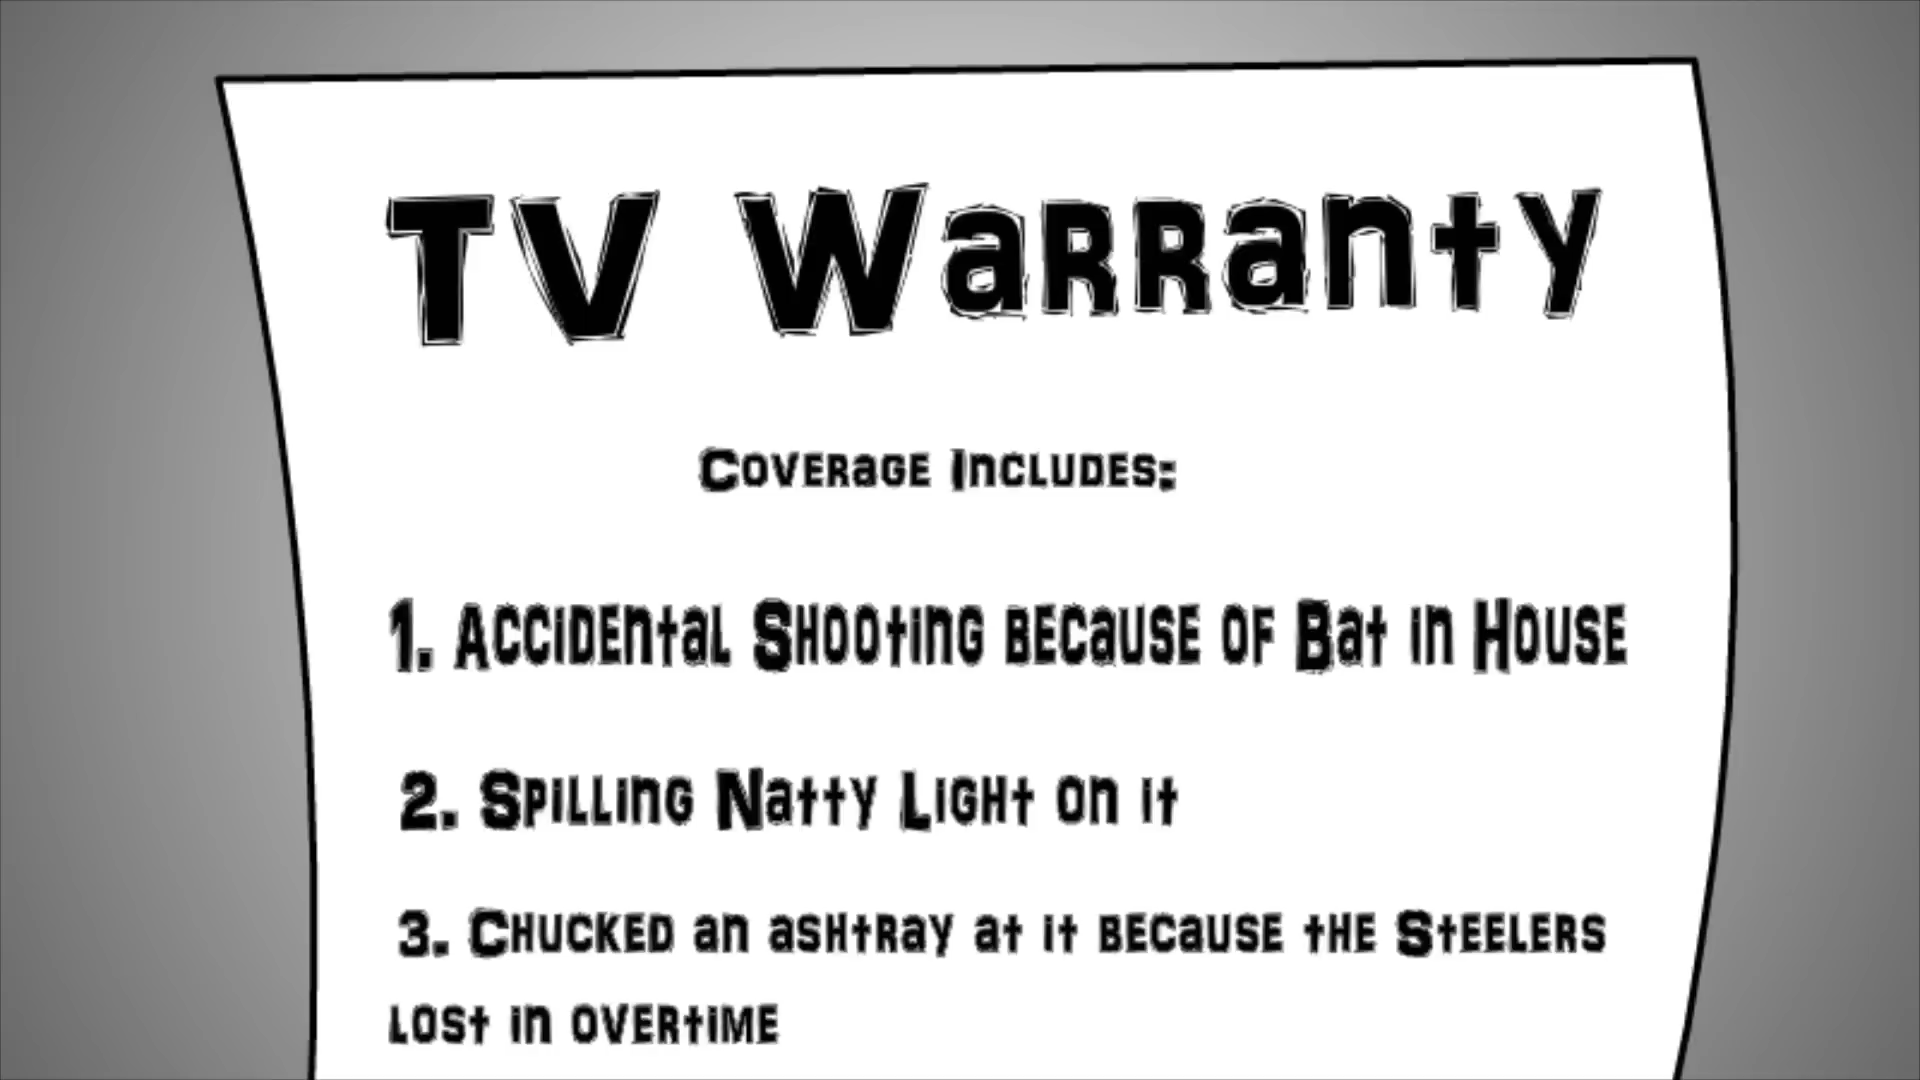 TV Warranty
Coverage Includes:
1. Accidental Shooting because of Bat in House
2. Spilling Natty Light on it
3. Chucked an ashtray at it because the Steelers
lost in overtime